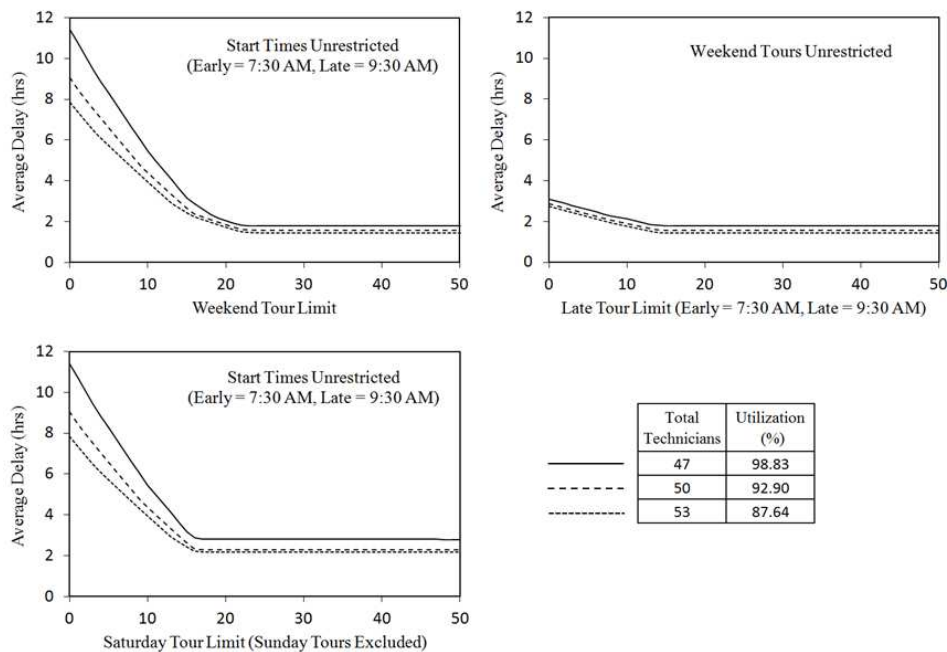 12
10
8
6
4
2
0
Average Delay (hrs)
Start Times Unrestricted
(Early = 7:30 AM, Late = 9:30 AM)
0 10 20 30 40 50
Weekend Tour Limit
12
10
8
6
4
2
0
Average Delay (hrs)
Weekend Tours Unrestricted
0 10 20 30 40 50
Late Tour Limit (Early = 7:30 AM, Late = 9:30 AM)
12
10
8
6
4
2
0
Average Delay (hrs)
Start Times Unrestricted
(Early = 7:30 AM, Late = 9:30 AM)
0 10 20 30 40 50
Saturday Tour Limit (Sunday Tours Excluded)
Total Utilization
Technicians (%)
47 98.83
50 92.90
53 87.64